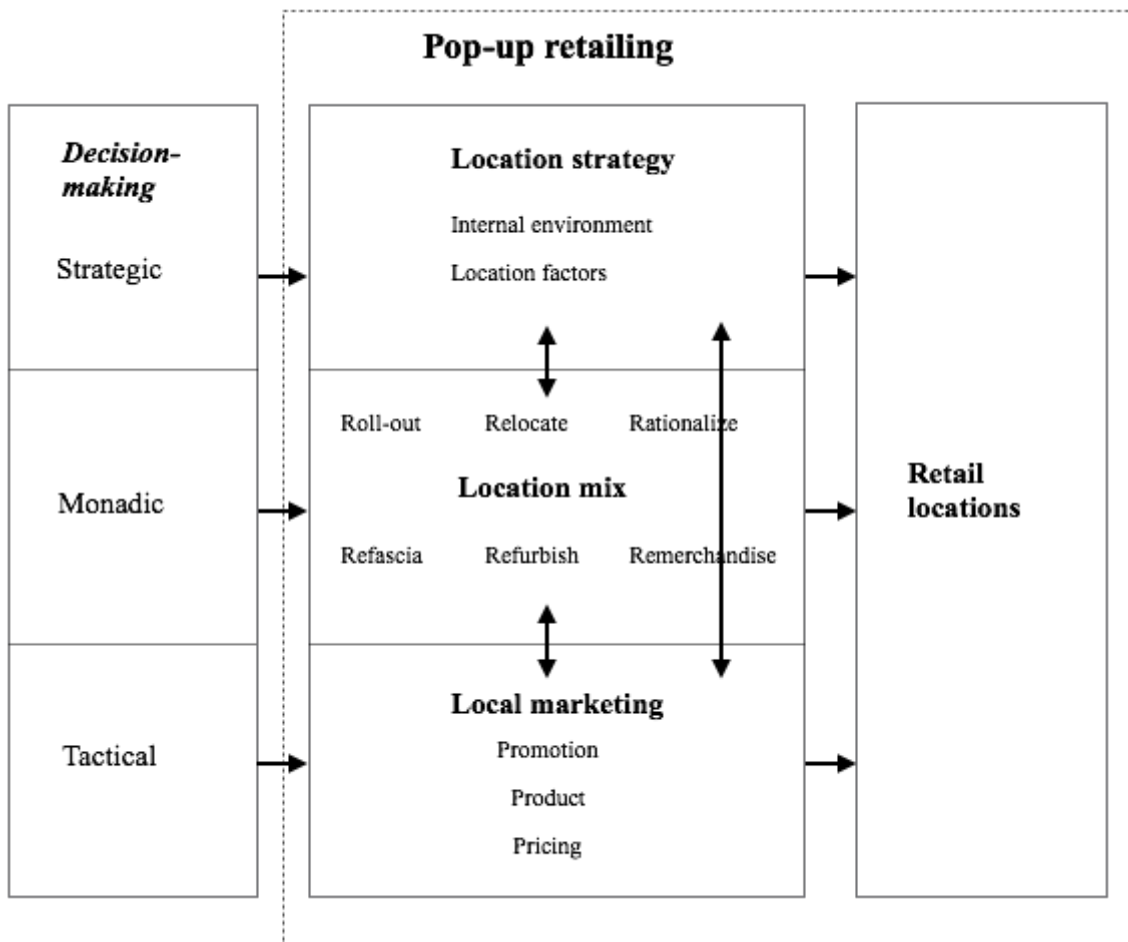 Pop-up retailing
Decision-
making
Strategic
Monadic
Tactical
Location strategy
Internal environment
Location factors
Roll-out Relocate Rationalize
Location mix
Refascia Refurbish Remerchandise
Local marketing
Promotion
Product
Pricing
Retail
locations